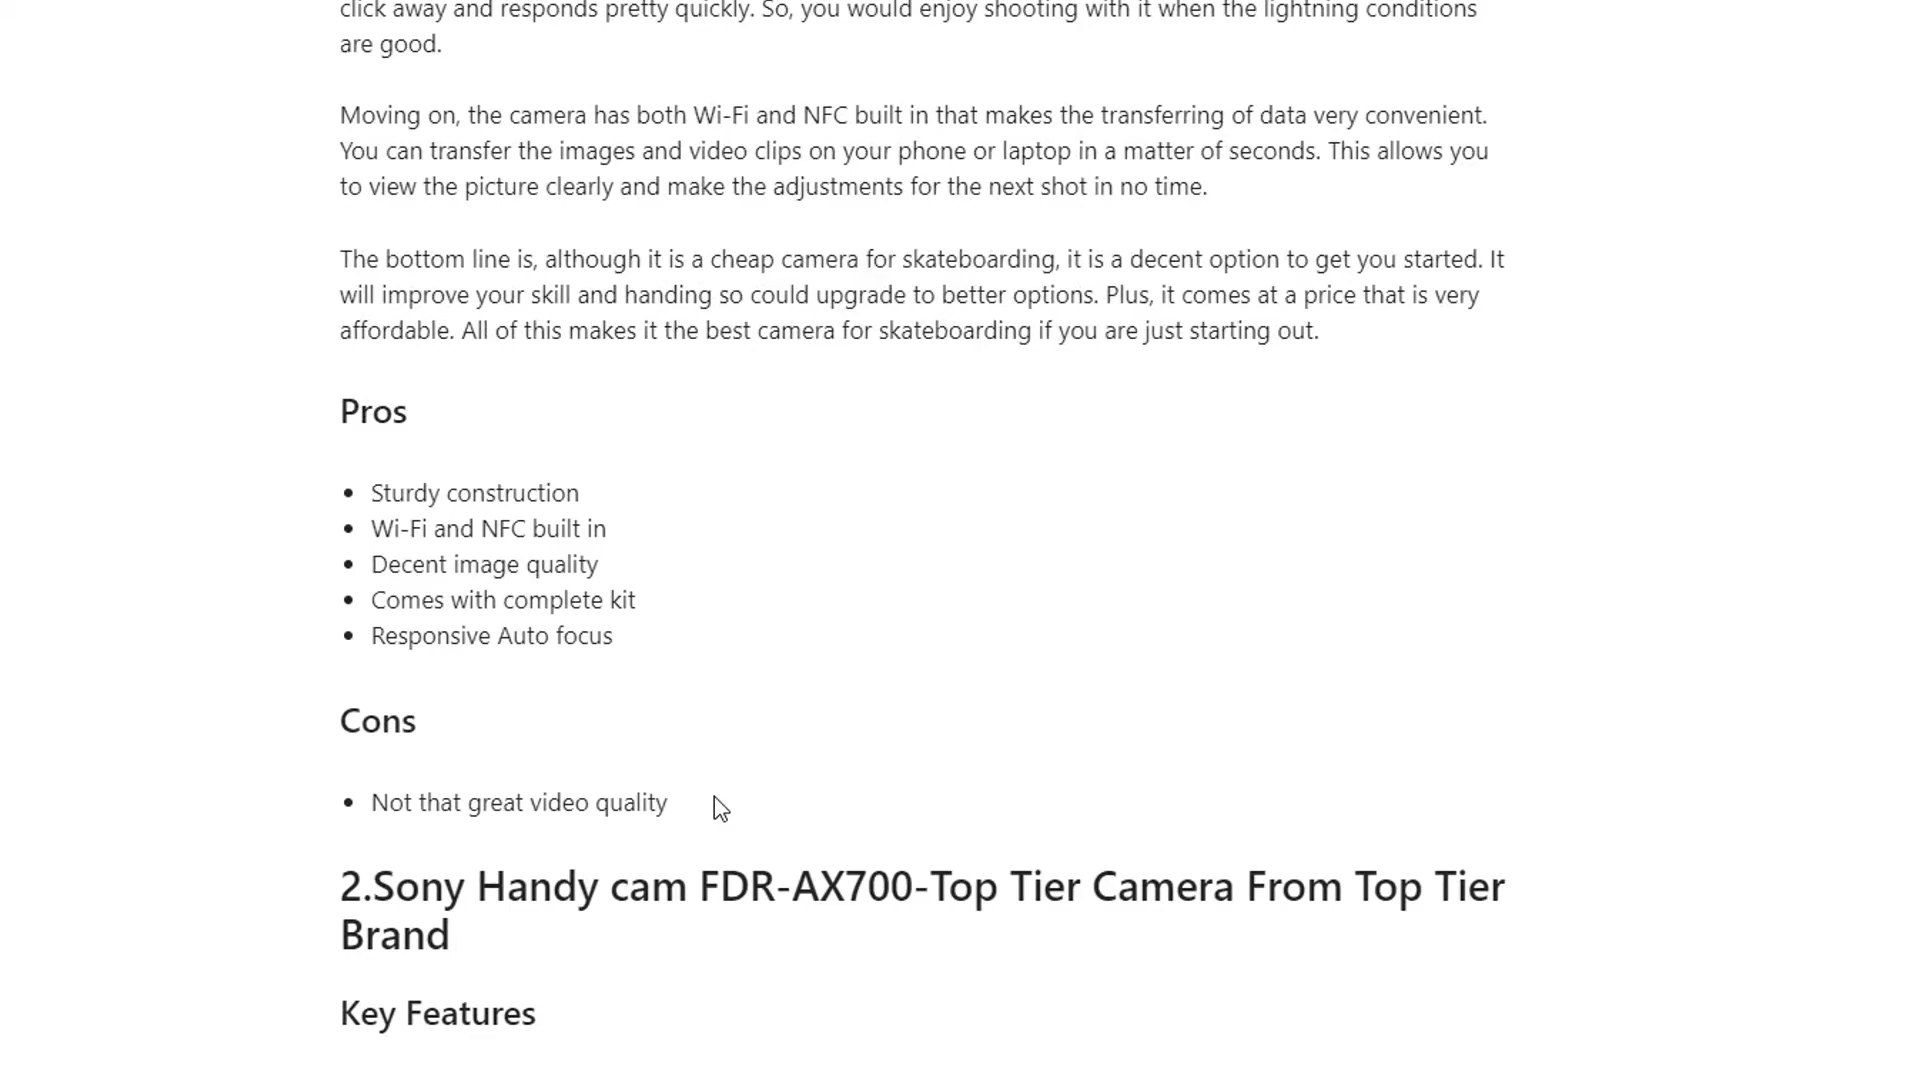 click away and responds pretty quickly. So, you would enjoy shooting with it when the lightning conditions
are good.
Moving on, the camera has both Wi-Fi and NFC built in that makes the transferring of data very convenient.
You can transfer the images and video clips on your phone or laptop in a matter of seconds. This allows you
to view the picture clearly and make the adjustments for the next shot in no time.
The bottom line is, although it is a cheap camera for skateboarding, it is a decent option to get you started. It
will improve your skill and handing so could upgrade to better options. Plus, it comes at a price that is very
affordable. All of this makes it the best camera for skateboarding if you are just starting out.
Pros
• Sturdy construction
• Wi-Fi and NFC built in
• Decent image quality
• Comes with complete kit
• Responsive Auto focus
Cons
• Not that great video quality
2.Sony Handy cam FDR-AX700-Top Tier Camera From Top Tier
Brand
Key Features